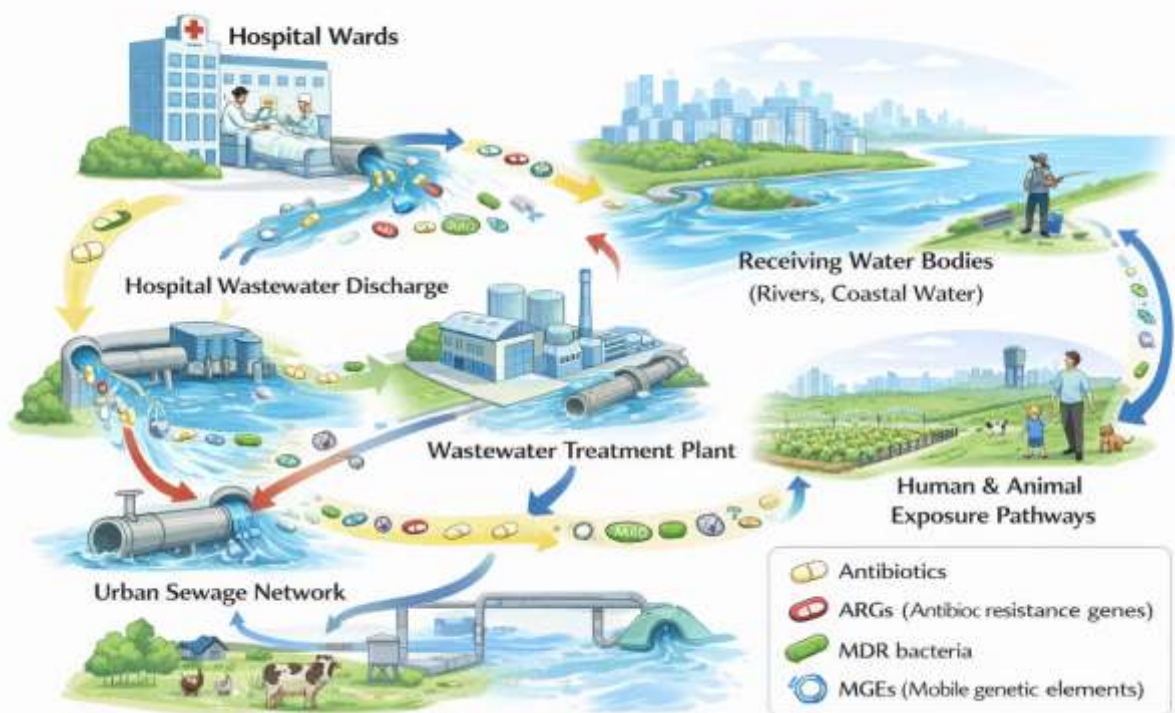 Hospital Wards
Hospital Wastewater Discharge
Receiving Water Bodies
(Rivers, Coastal Water)
Wastewater Treatment Plant
Human & Animal
Exposure Pathways
Urban Sewage Network
Antibiotics
ARGs (Antibioc resistance genes)
MDR bacteria
MGEs (Mobile genetic elements)